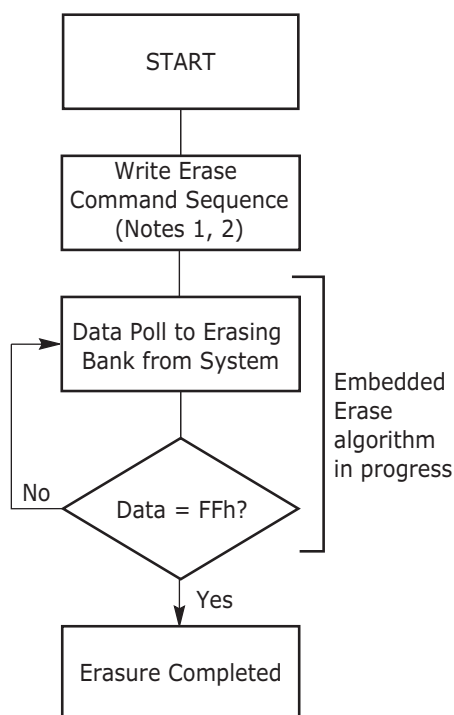 START
Write Erase
Command Sequence
(Notes 1, 2)
Data Poll to Erasing
Bank from System
Embedded
Erase
algorithm
in progress
No
Data = FFh?
Yes
Erasure Completed